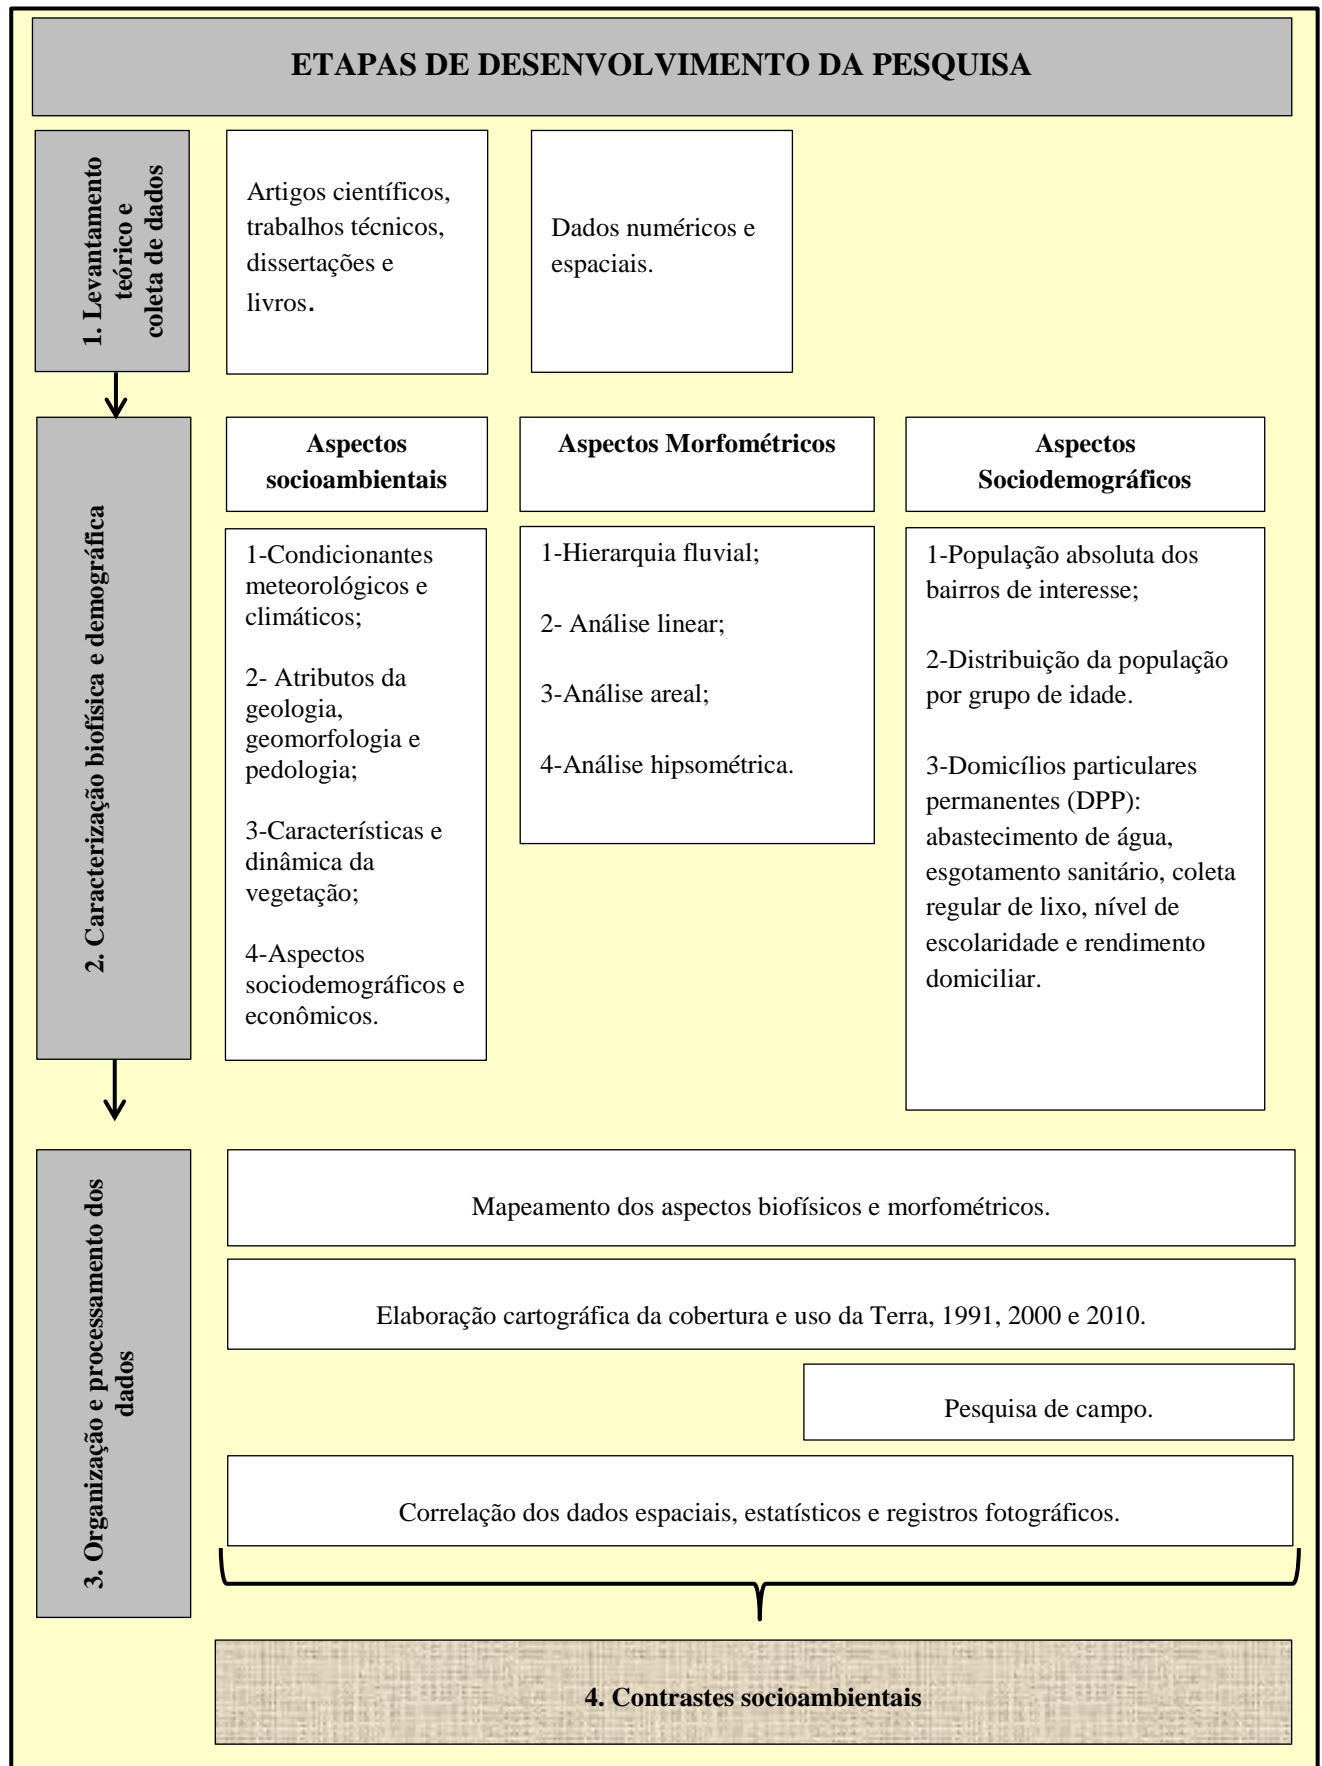 ETAPAS DE DESENVOLVIMENTO DA PESQUISA
1. Levantamento
teórico e
coleta de dados
Artigos científicos,
trabalhos técnicos,
dissertações e
livros.
Dados numéricos e
espaciais.
2. Caracterização biofísica e demográfica
Aspectos
socioambientais
1-Condicionantes
meteorológicos e
climáticos;
2- Atributos da
geologia,
geomorfologia e
pedologia;
3-Características e
dinâmica da
vegetação;
4-Aspectos
sociodemográficos e
econômicos.
Aspectos Morfométricos
1-Hierarquia fluvial;
2- Análise linear;
3-Análise areal;
4-Análise hipsométrica.
Aspectos
Sociodemográficos
1-População absoluta dos
bairros de interesse;
2-Distribuição da população
por grupo de idade.
3-Domicílios particulares
permanentes (DPP):
abastecimento de água,
esgotamento sanitário, coleta
regular de lixo, nível de
escolaridade e rendimento
domiciliar.
3. Organização e processamento dos
dados
Mapeamento dos aspectos biofísicos e morfométricos.
Elaboração cartográfica da cobertura e uso da Terra, 1991, 2000 e 2010.
Pesquisa de campo.
Correlação dos dados espaciais, estatísticos e registros fotográficos.
4. Contrastes socioambientais